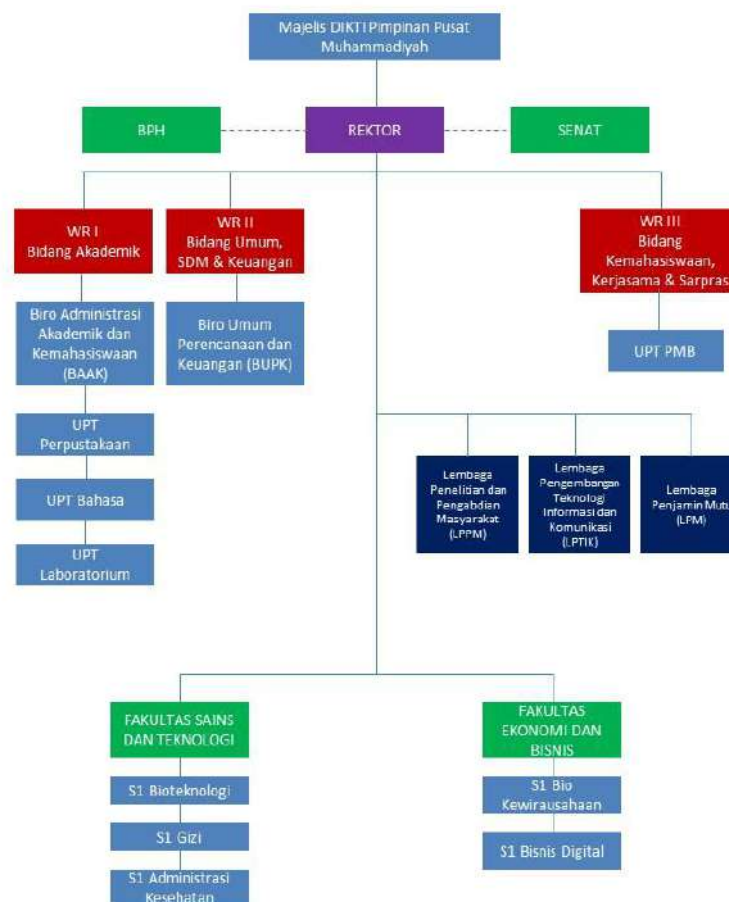 Majelis DIKTI Pimpinan Pusat
Muhammadiyah
BPH
REKTOR
SENAT
WR I
Bidang Akademik
WR II
Bidang Umum,
SDM & Keuangan
WR III
Bidang
Kemahasiswaan,
Kerjasama & Sarpras
Biro Administrasi
Akademik dan
Kemahasiswaan
(BAAK)
Biro Umum
Perencanaan dan
Keuangan (BUPK)
UPT PMB
UPT
Perpustakaan
UPT Bahasa
UPT
Laboratorium
Lembaga
Penelitian dan
Pengabdian
Masyarakat
(LPPM)
Lembaga
Pengembangan
Teknologi
Informasi dan
Komunikasi
(LPTIK)
Lembaga
Penjamin Mutu
(LPM)
FAKULTAS SAINS
DAN TEKNOLOGI
S1 Bioteknologi
S1 Gizi
S1 Administrasi
Kesehatan
FAKULTAS
EKONOMI DAN
BISNIS
S1 Bio
Kewirausahaan
S1 Bisnis Digital